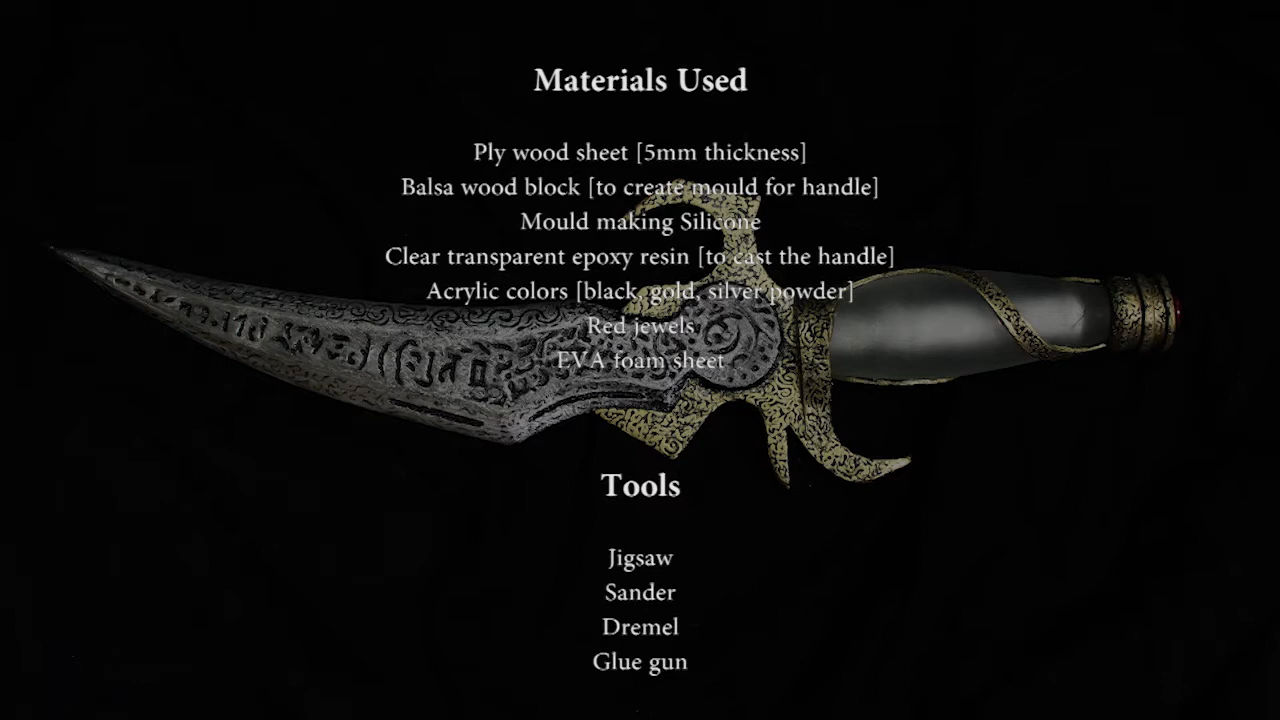 Materials Used
Ply wood sheet [5mm thickness]
Balsa wood block [to create mould for handle]
Mould making Silicone
Clear transparent epoxy resin [to cast the handle]
Acrylic colors [black, gold, silver powder]
Red jewels
EVA foam sheet
Tools
Jigsaw
Sander
Dremel
Glue gun